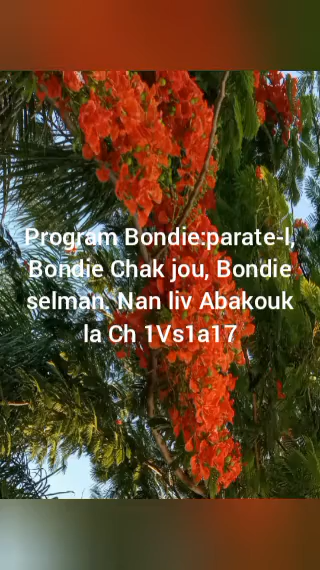 Program Bondie:parate-l,
Bondie Chak jou, Bondie
selman. Nan liv Abakouk
la Ch 1Vs1a17